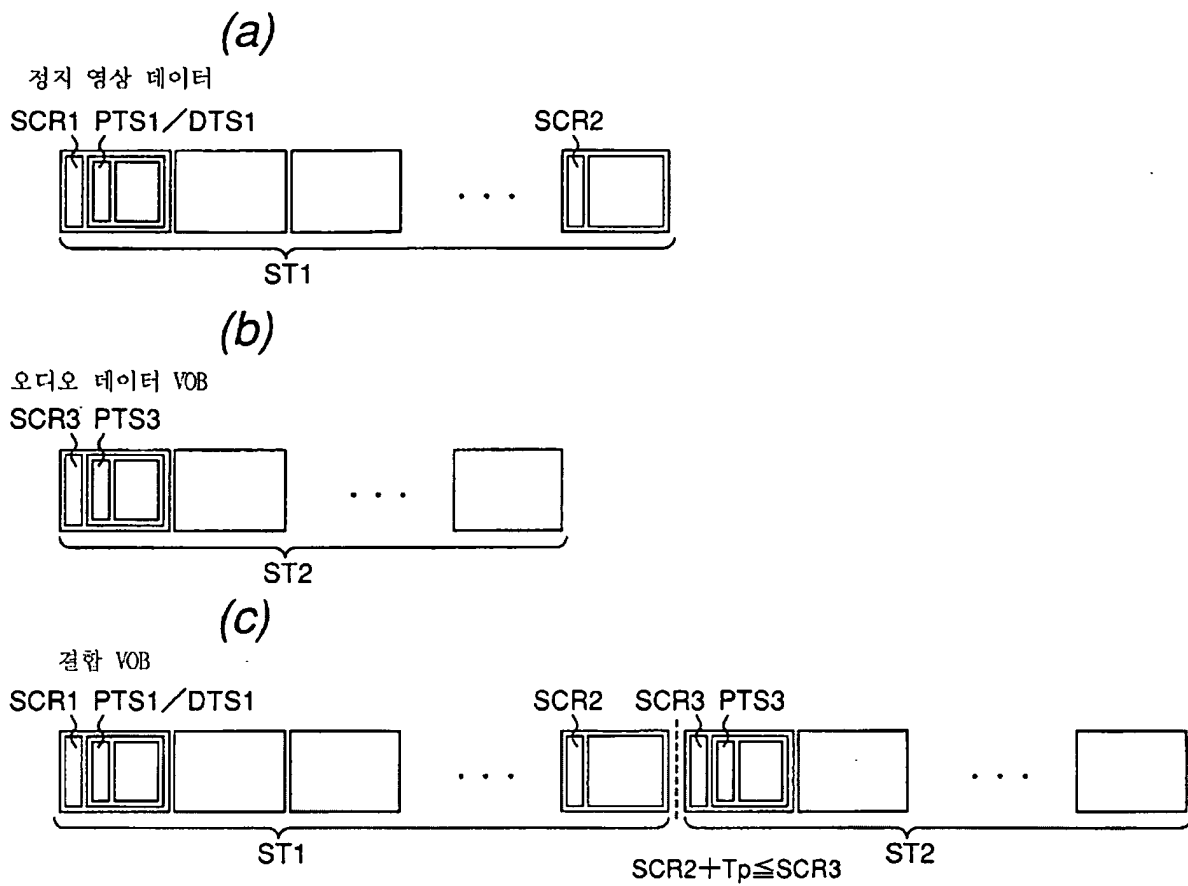 (a)
정지 영상 데이터
SCR1 PTS1/DTS1 SCR2
. . .
ST1
(b)
오디오 데이터 VOB
SCR3 PTS3
. . .
ST2
(c)
결합 VOB
SCR1 PTS1/DTS1 SCR2 SCR3 PTS3
. . . . . .
ST1 ST2
SCR2+Tp≦SCR3